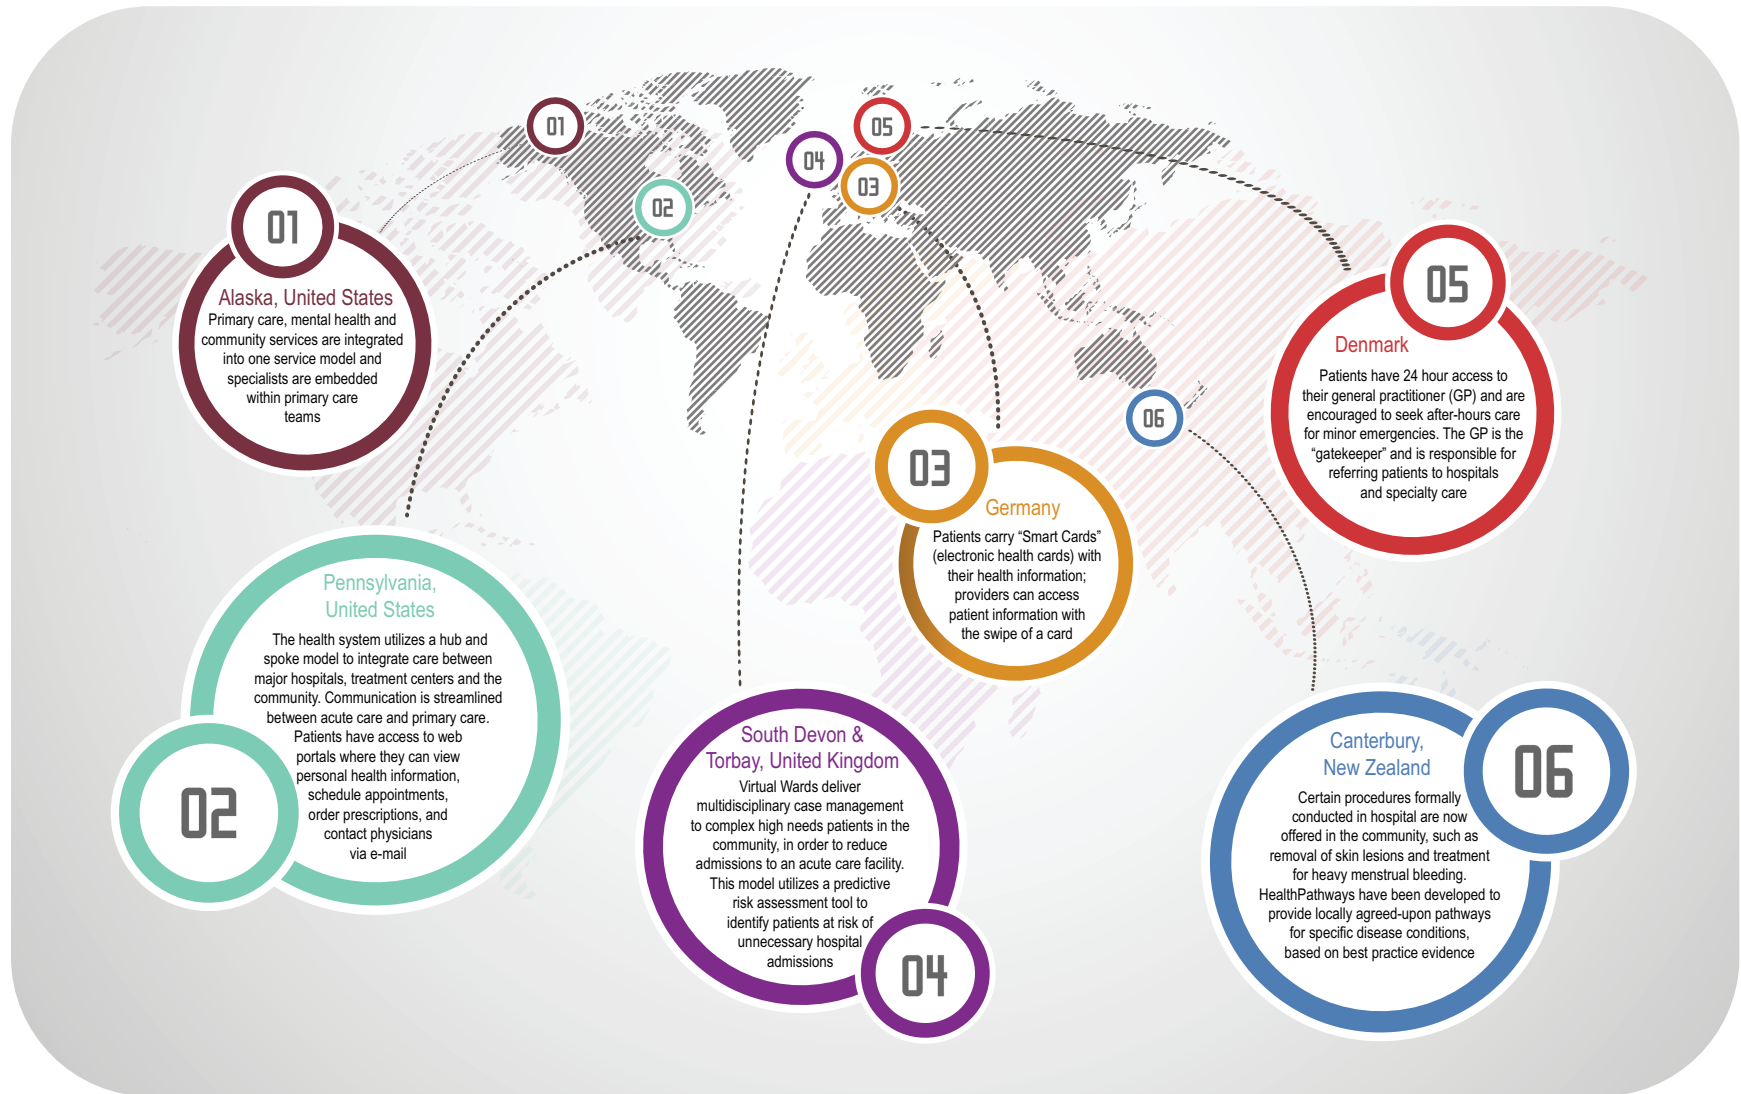 01
05
04
03
02
06
01
Alaska, United States
Primary care, mental health and
community services are integrated
into one service model and
specialists are embedded
within primary care
teams
02
Pennsylvania,
United States
The health system utilizes a hub and
spoke model to integrate care between
major hospitals, treatment centers and the
community. Communication is streamlined
between acute care and primary care.
Patients have access to web
portals where they can view
personal health information,
schedule appointments,
order prescriptions, and
contact physicians
via e-mail
03
Germany
Patients carry “Smart Cards”
(electronic health cards) with
their health information;
providers can access
patient information with
the swipe of a card
South Devon &
Torbay, United Kingdom
Virtual Wards deliver
multidisciplinary case management
to complex high needs patients in the
community, in order to reduce
admissions to an acute care facility.
This model utilizes a predictive
risk assessment tool to
identify patients at risk of
unnecessary hospital
admissions
04
05
Denmark
Patients have 24 hour access to
their general practitioner (GP) and are
encouraged to seek after-hours care
for minor emergencies. The GP is the
“gatekeeper” and is responsible for
referring patients to hospitals
and specialty care
06
Canterbury,
New Zealand
Certain procedures formally
conducted in hospital are now
offered in the community, such as
removal of skin lesions and treatment
for heavy menstrual bleeding.
HealthPathways have been developed to
provide locally agreed-upon pathways
for specific disease conditions,
based on best practice evidence